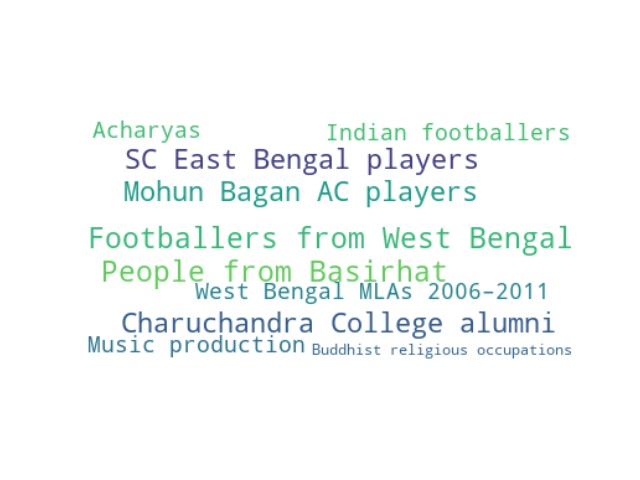 Acharyas
Indian footballers
SC East Bengal players
Mohun Bagan AC players
Footballers from West Bengal
People from Basirhat
West Bengal MLAs 2006–2011
Charuchandra College alumni
Music production
Buddhist religious occupations